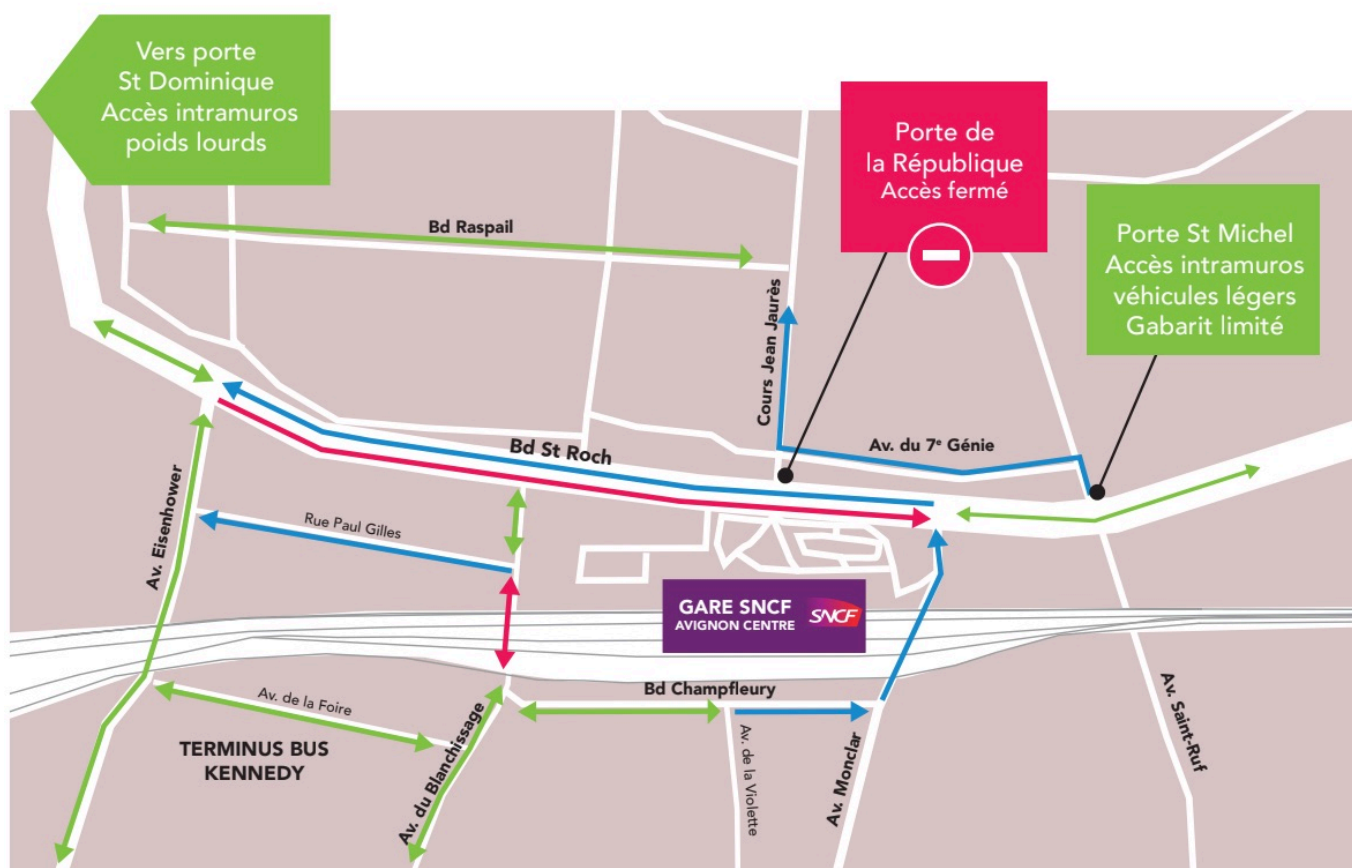 Vers porte
St Dominique
Accès intramuros
poids lourds
Porte de
la République
Accès fermé
Porte St Michel
Accès intramuros
véhicules légers
Gabarit limité
Bd Raspail
Cours Jean Jaurès
Bd St Roch
Av. du 7e Génie
Av. Eisenhower
Rue Paul Gilles
GARE SNCF
AVIGNON CENTRE
SNCF
Bd Champfleury
Av. de la Foire
TERMINUS BUS
KENNEDY
Av. du Blanchissage
Av. de la Violette
Av. Monclar
Av. Saint-Ruf